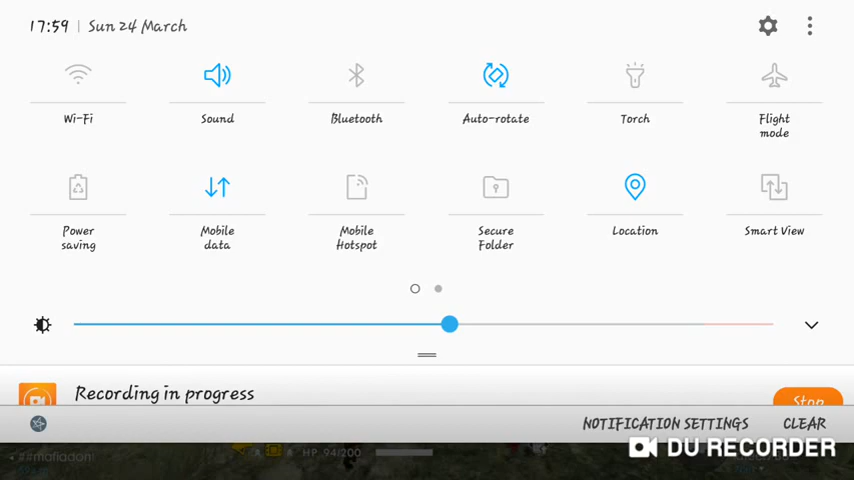 17:59 | Sun 24 March
Wi-Fi
Sound
Bluetooth
Auto-rotate
Torch
Flight
mode
Power
saving
Mobile
data
Mobile
Hotspot
Secure
Folder
Location
Smart View
Recording in progress
Stop
NOTIFICATION SETTINGS
CLEAR
DU RECORDER
##mafiadon!
HP 94/200